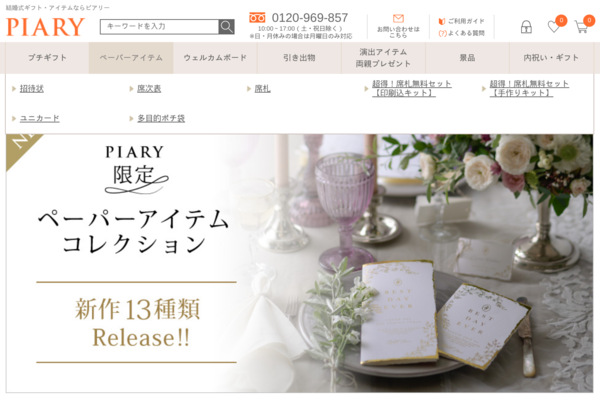 結婚式ギフト・アイテムならピアリー
PIARY
キーワードを入力
0120-969-857
10:00～17:00 ( 土・祝日除く )
※日・月休みの場合は月曜日のみ対応
お問い合わせは
こちら
ご利用ガイド
よくある質問
0
0
プチギフト
ペーパーアイテム
ウェルカムボード
引き出物
演出アイテム
両親プレゼント
景品
内祝い・ギフト
招待状
席次表
席札
超得！席札無料セット
【印刷込キット】
超得！席札無料セット
【手作りキット】
ユニカード
多目的ポチ袋
PIARY
限定
ペーパーアイテム
コレクション
新作13種類
Release!!
BEST
DAY
EVER
BEST
DAY
EVER